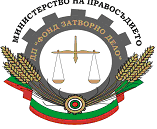 МИНИСТЕРСТВО НА ПРАВОСЪДИЕТО
ДП "ФОНД ЗАТВОРНО ДЕЛО"